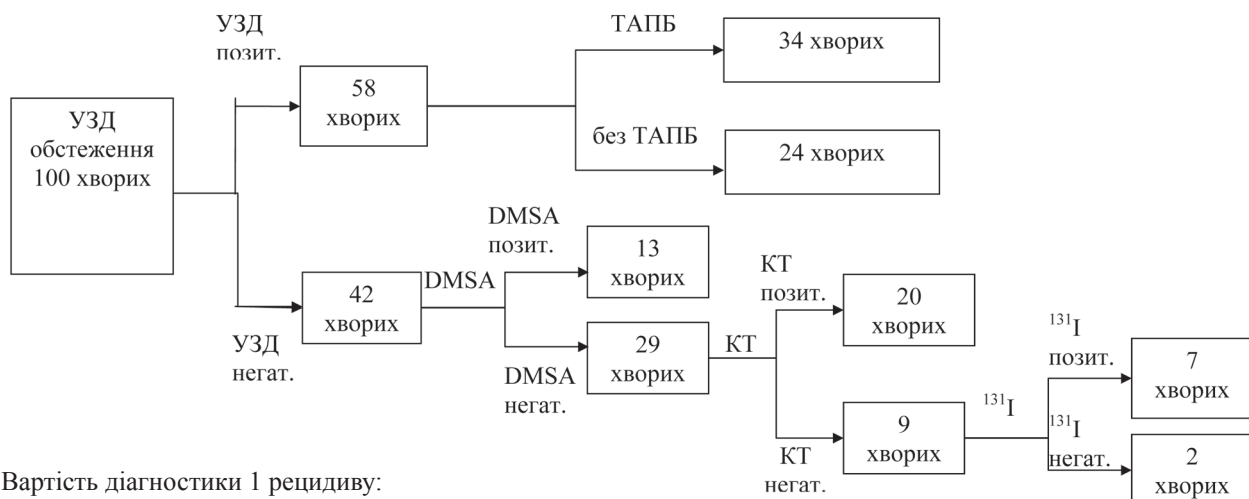 УЗД
обстеження
100 хворих
УЗД
позит.
58
хворих
ТАПБ
34 хворих
без ТАПБ
24 хворих
УЗД
негат.
42
хворих
DMSA
DMSA
позит.
13
хворих
DMSA
негат.
29
хворих
КТ
КТ
позит.
20
хворих
КТ
негат.
9
хворих
¹³¹I
¹³¹I
позит.
7
хворих
¹³¹I
негат.
2
хворих
Вартість діагностики 1 рецидиву: